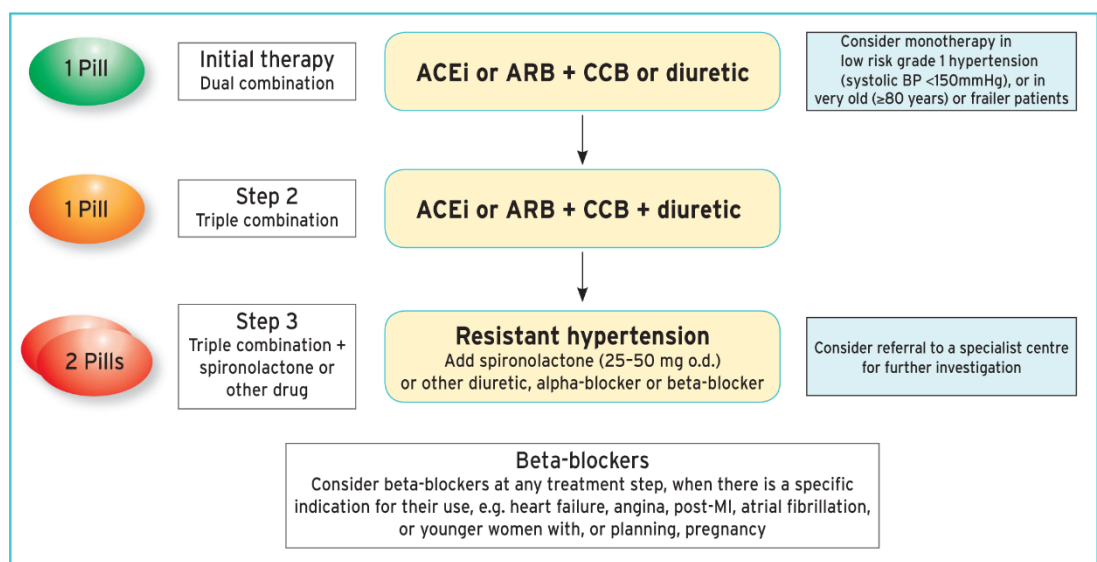 1 Pill
Initial therapy
Dual combination
ACEi or ARB + CCB or diuretic
Consider monotherapy in
low risk grade 1 hypertension
(systolic BP <150mmHg), or in
very old (≥80 years) or frailer patients
1 Pill
Step 2
Triple combination
ACEi or ARB + CCB + diuretic
2 Pills
Step 3
Triple combination +
spironolactone or
other drug
Resistant hypertension
Add spironolactone (25–50 mg o.d.)
or other diuretic, alpha-blocker or beta-blocker
Consider referral to a specialist centre
for further investigation
Beta-blockers
Consider beta-blockers at any treatment step, when there is a specific
indication for their use, e.g. heart failure, angina, post-MI, atrial fibrillation,
or younger women with, or planning, pregnancy